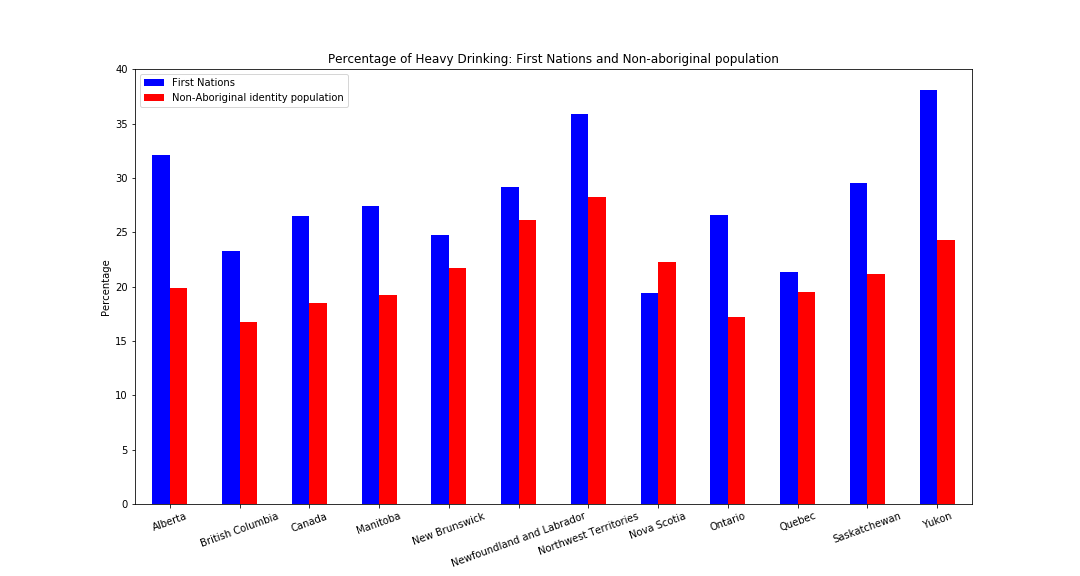 Percentage of Heavy Drinking: First Nations and Non-aboriginal population
First Nations
Non-Aboriginal identity population
Percentage
40
35
30
25
20
15
10
5
0
Alberta
British Columbia
Canada
Manitoba
New Brunswick
Newfoundland and Labrador
Northwest Territories
Nova Scotia
Ontario
Quebec
Saskatchewan
Yukon